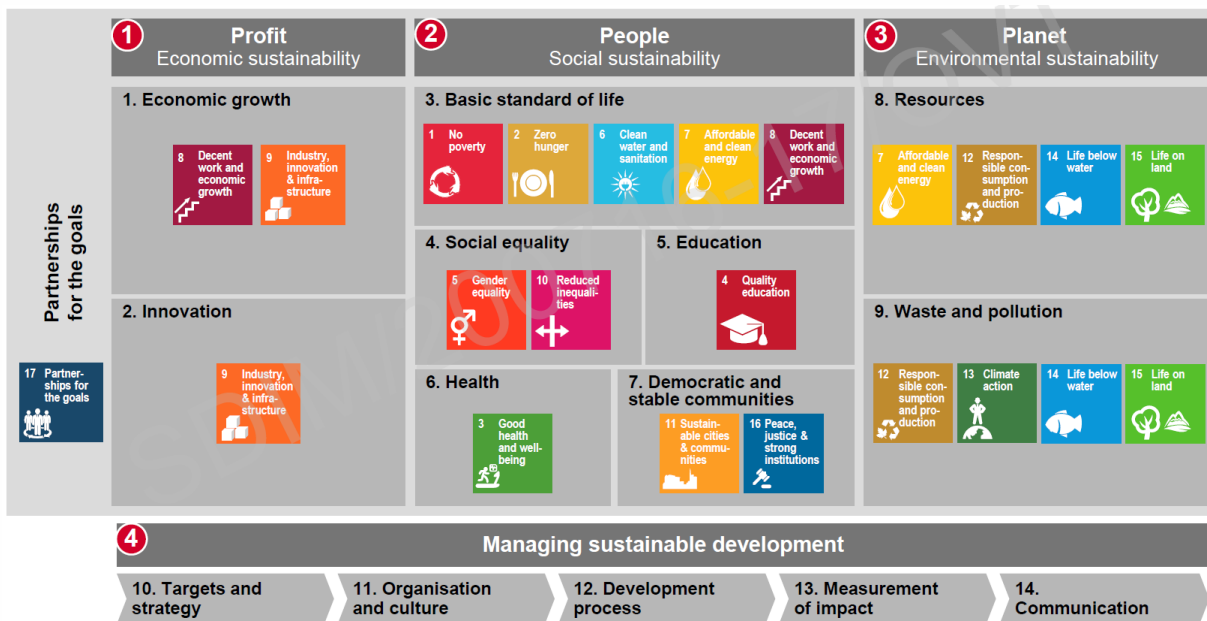 1
Profit
Economic sustainability
2
People
Social sustainability
3
Planet
Environmental sustainability
Partnerships
for the goals
17 Partner-
ships for
the goals
1. Economic growth
8 Decent
work and
economic
growth
9 Industry,
innovation
& infra-
structure
2. Innovation
9 Industry,
innovation
& infra-
structure
3. Basic standard of life
1 No
poverty
2 Zero
hunger
6 Clean
water and
sanitation
7 Affordable
and clean
energy
8 Decent
work and
economic
growth
4. Social equality
5 Gender
equality
10 Reduced
inequali-
ties
5. Education
4 Quality
education
6. Health
3 Good
health
and well-
being
7. Democratic and
stable communities
11 Sustain-
able cities
& commu-
nities
16 Peace,
justice &
strong
institutions
8. Resources
7 Affordable
and clean
energy
12 Respon-
sible con-
sumption
and pro-
duction
14 Life below
water
15 Life on
land
9. Waste and pollution
12 Respon-
sible con-
sumption
and pro-
duction
13 Climate
action
14 Life below
water
15 Life on
land
4
Managing sustainable development
10. Targets and
strategy
11. Organisation
and culture
12. Development
process
13. Measurement
of impact
14.
Communication